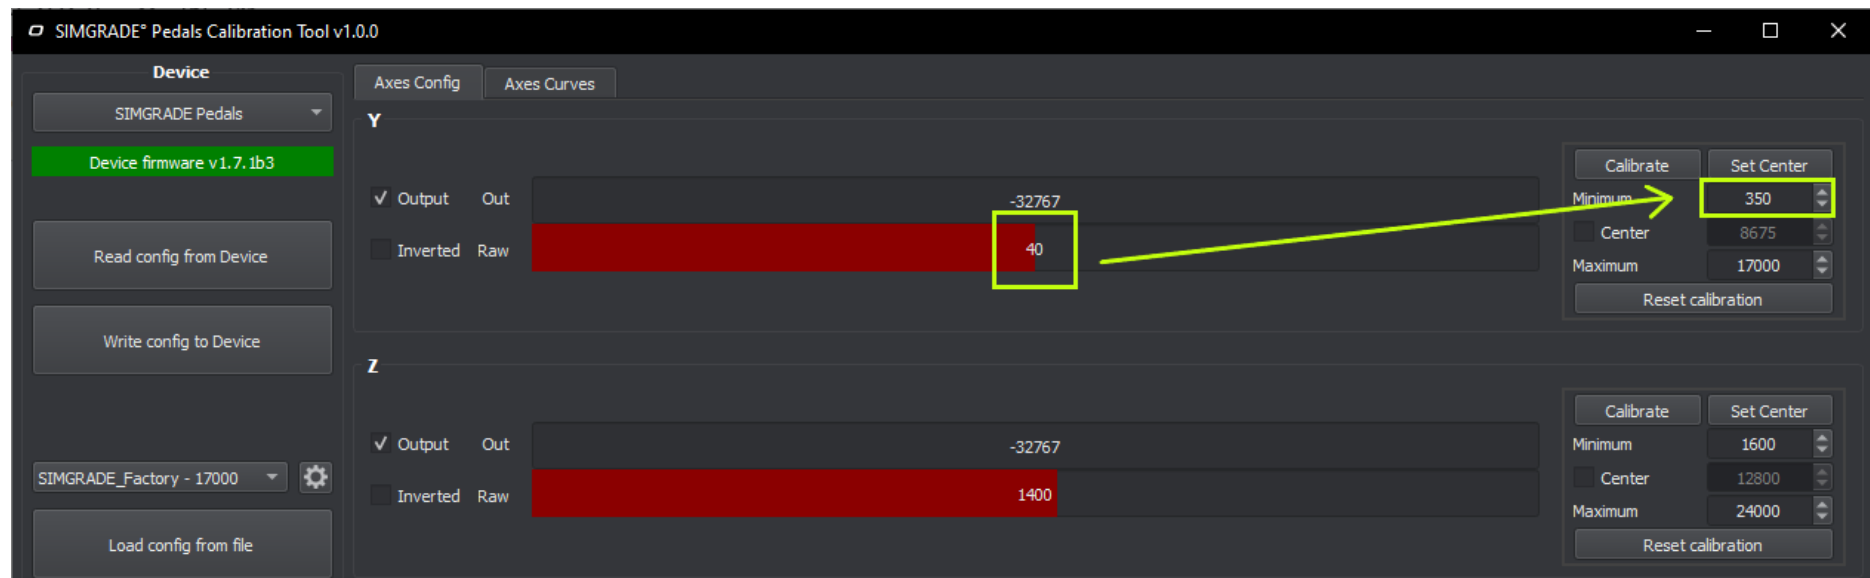 SIMGRADE° Pedals Calibration Tool v1.0.0
Device
SIMGRADE Pedals
Device firmware v1.7.1b3
Read config from Device
Write config to Device
SIMGRADE_Factory - 17000
Load config from file
Axes Config
Axes Curves
Y
Output Out -32767
Inverted Raw 40
Calibrate Set Center
Minimum 350
Center 8675
Maximum 17000
Reset calibration
Z
Output Out -32767
Inverted Raw 1400
Calibrate Set Center
Minimum 1600
Center 12800
Maximum 24000
Reset calibration